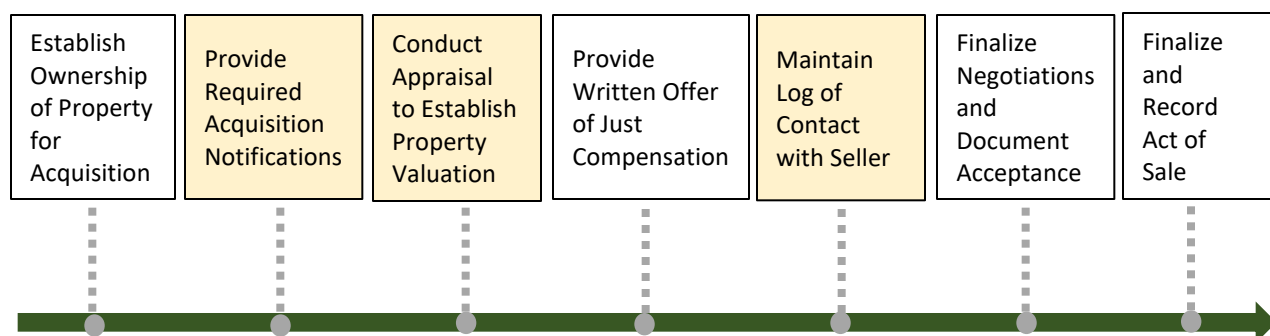 Establish
Ownership
of Property
for
Acquisition
Provide
Required
Acquisition
Notifications
Conduct
Appraisal
to Establish
Property
Valuation
Provide
Written Offer
of Just
Compensation
Maintain
Log of
Contact
with Seller
Finalize
Negotiations
and
Document
Acceptance
Finalize
and
Record
Act of
Sale